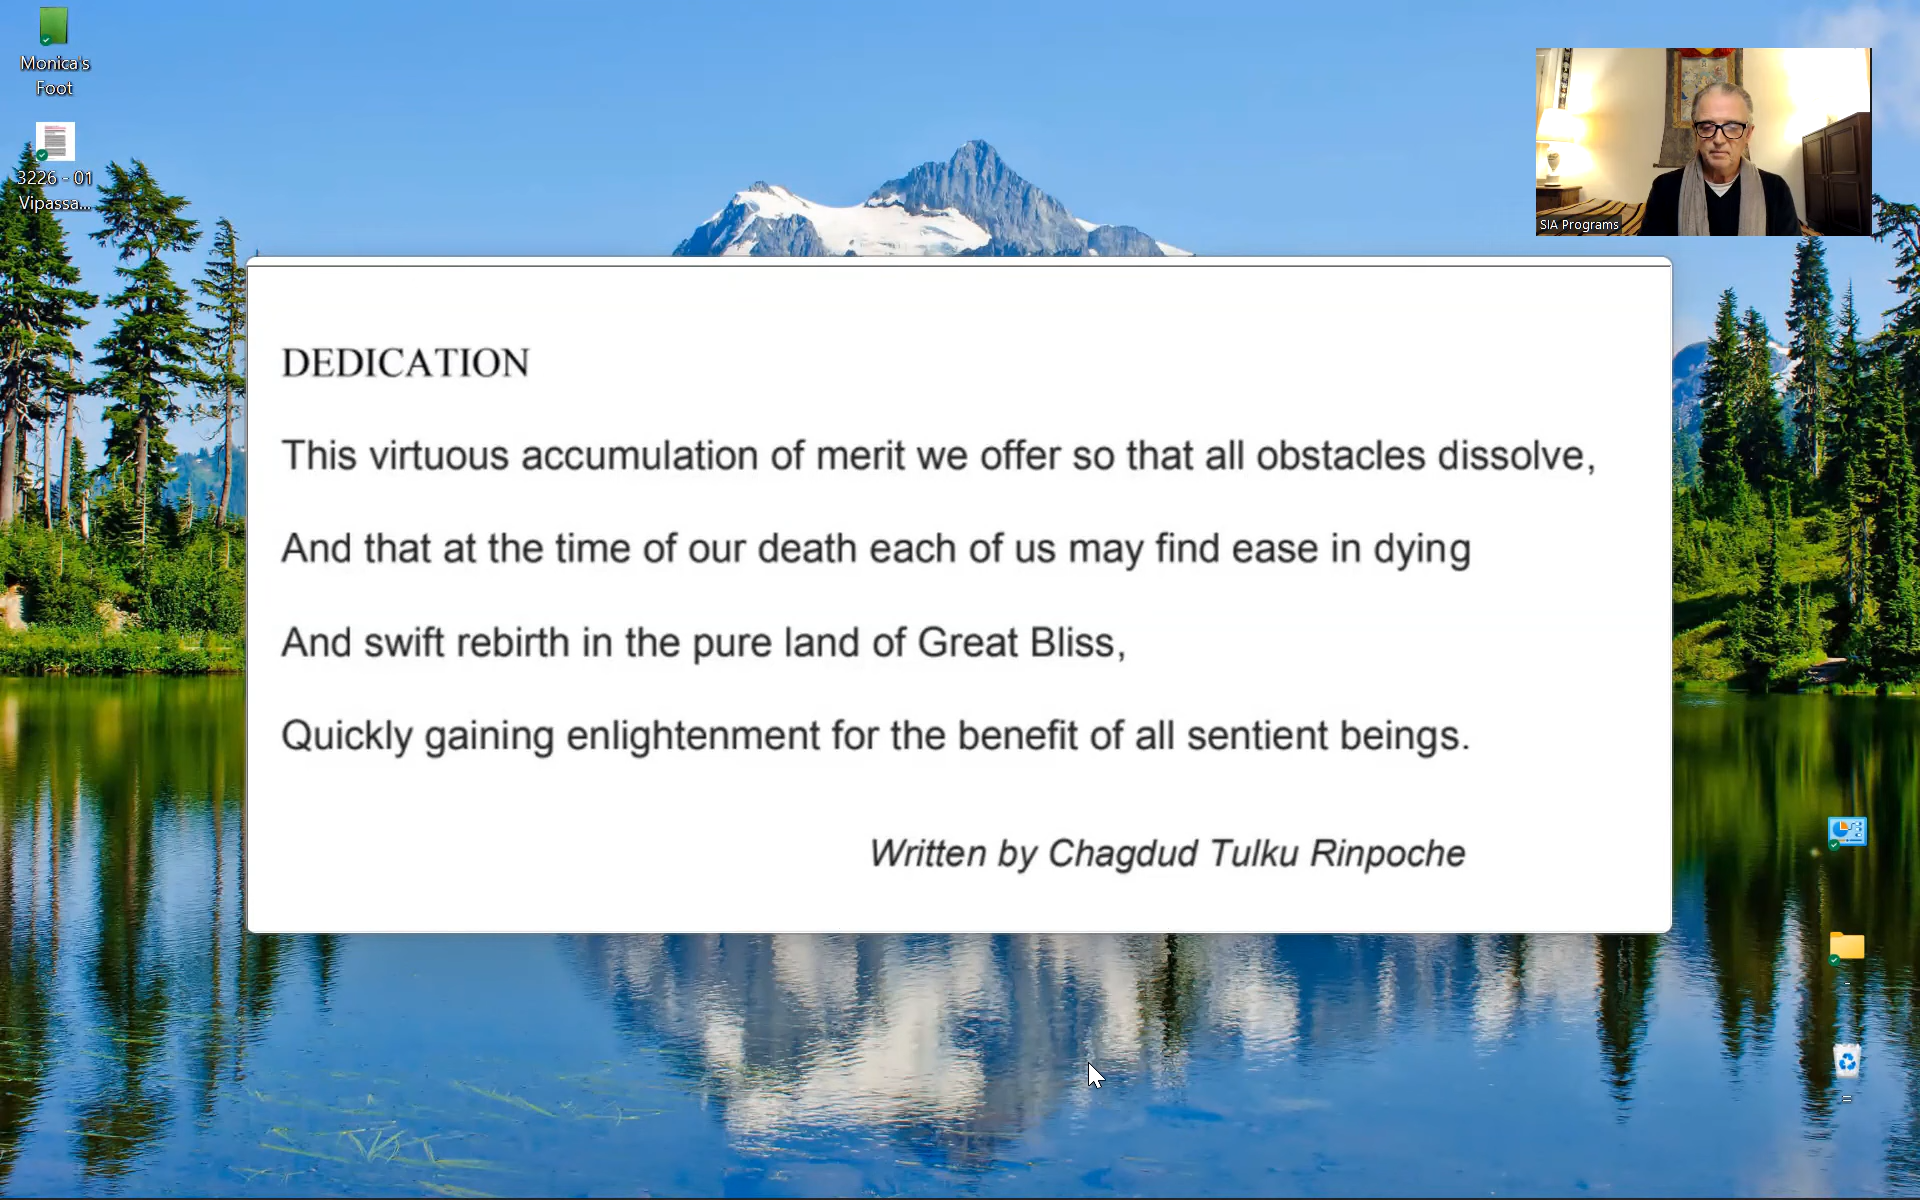 Monica's
Foot
3226 - 01
Vipassa...
SIA Programs
DEDICATION
This virtuous accumulation of merit we offer so that all obstacles dissolve,
And that at the time of our death each of us may find ease in dying
And swift rebirth in the pure land of Great Bliss,
Quickly gaining enlightenment for the benefit of all sentient beings.
Written by Chagdud Tulku Rinpoche
-
=